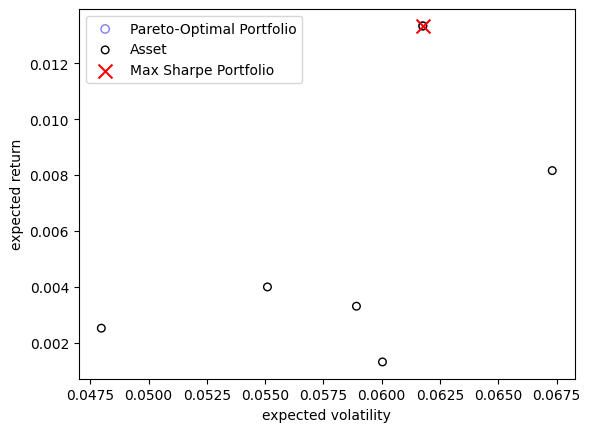 Pareto-Optimal Portfolio
Asset
Max Sharpe Portfolio
expected return
0.012
0.010
0.008
0.006
0.004
0.002
0.0475 0.0500 0.0525 0.0550 0.0575 0.0600 0.0625 0.0650 0.0675
expected volatility